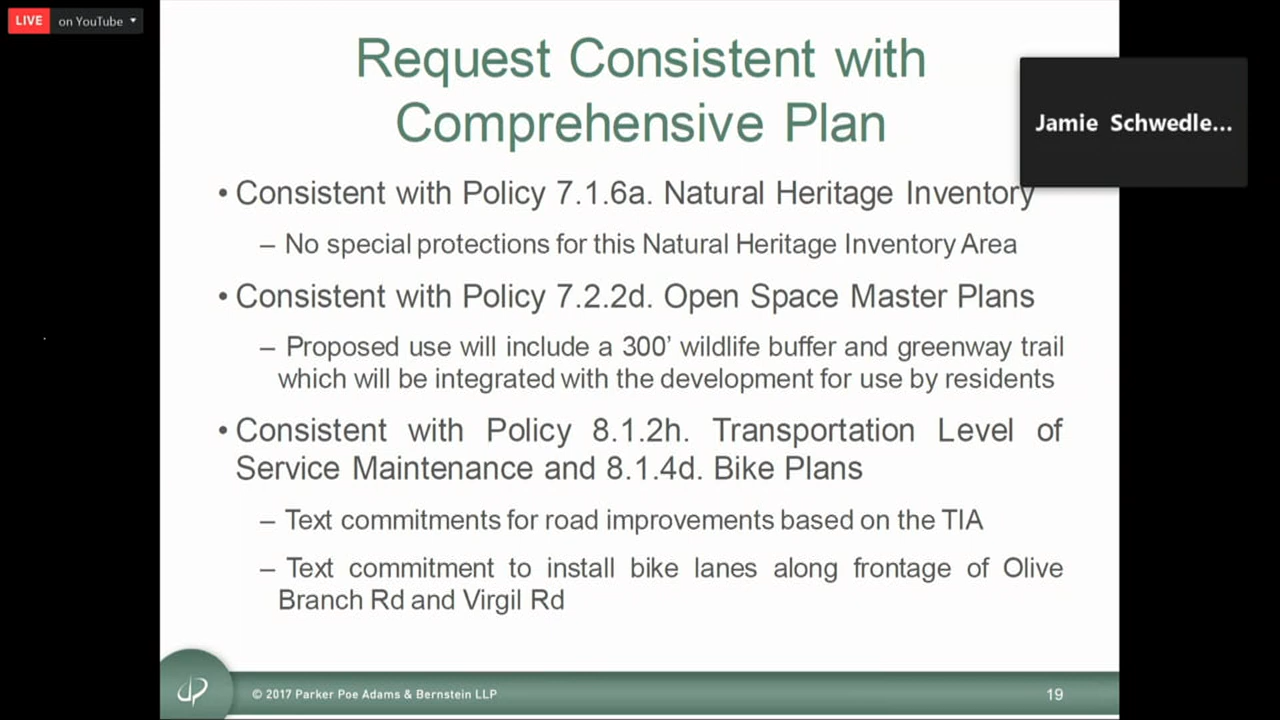 LIVE on YouTube
Request Consistent with
Comprehensive Plan
Jamie Schwedle...
• Consistent with Policy 7.1.6a. Natural Heritage Inventory
– No special protections for this Natural Heritage Inventory Area
• Consistent with Policy 7.2.2d. Open Space Master Plans
– Proposed use will include a 300’ wildlife buffer and greenway trail
which will be integrated with the development for use by residents
• Consistent with Policy 8.1.2h. Transportation Level of
Service Maintenance and 8.1.4d. Bike Plans
– Text commitments for road improvements based on the TIA
– Text commitment to install bike lanes along frontage of Olive
Branch Rd and Virgil Rd
© 2017 Parker Poe Adams & Bernstein LLP
19